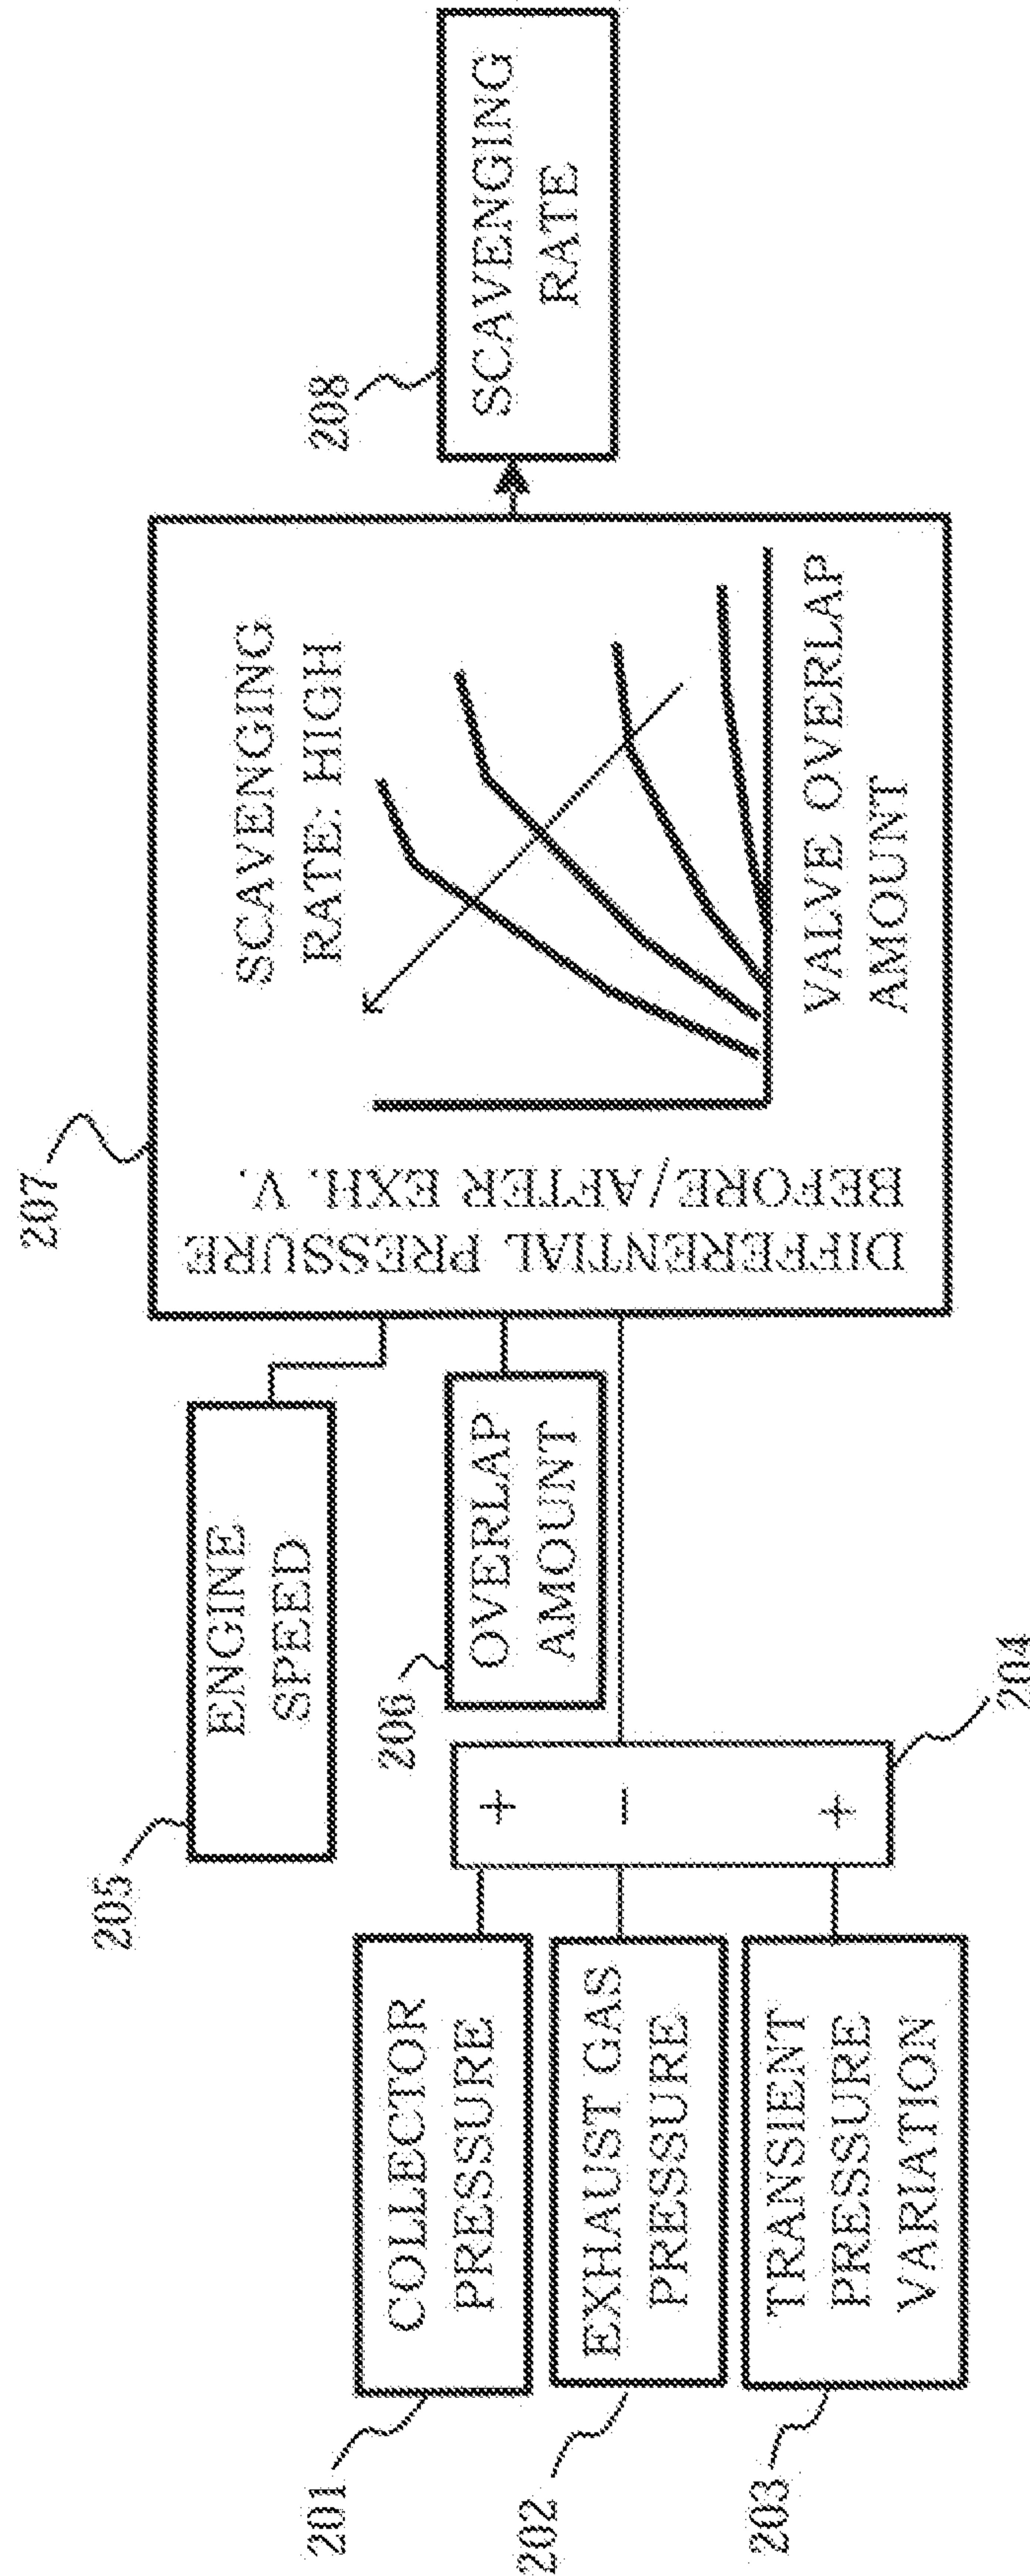 201
COLLECTOR
PRESSURE
202
EXHAUST GAS
PRESSURE
203
TRANSIENT
PRESSURE
VARIATION
+
−
+
204
205
ENGINE
SPEED
206
OVERLAP
AMOUNT
207
DIFFERENTIAL PRESSURE
BEFORE/AFTER EXH. V.
SCAVENGING
RATE: HIGH
VALVE OVERLAP
AMOUNT
208
SCAVENGING
RATE